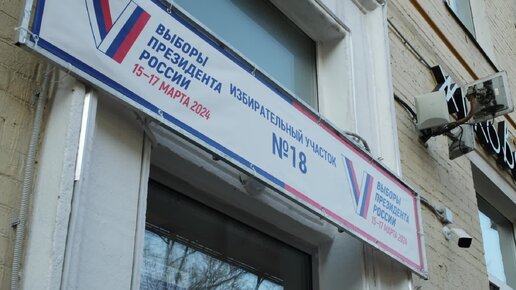 ВЫБОРЫ
ПРЕЗИДЕНТА
РОССИИ
15–17 МАРТА 2024
ИЗБИРАТЕЛЬНЫЙ УЧАСТОК
№18
ВЫБОРЫ
ПРЕЗИДЕНТА
РОССИИ
15–17 МАРТА 2024